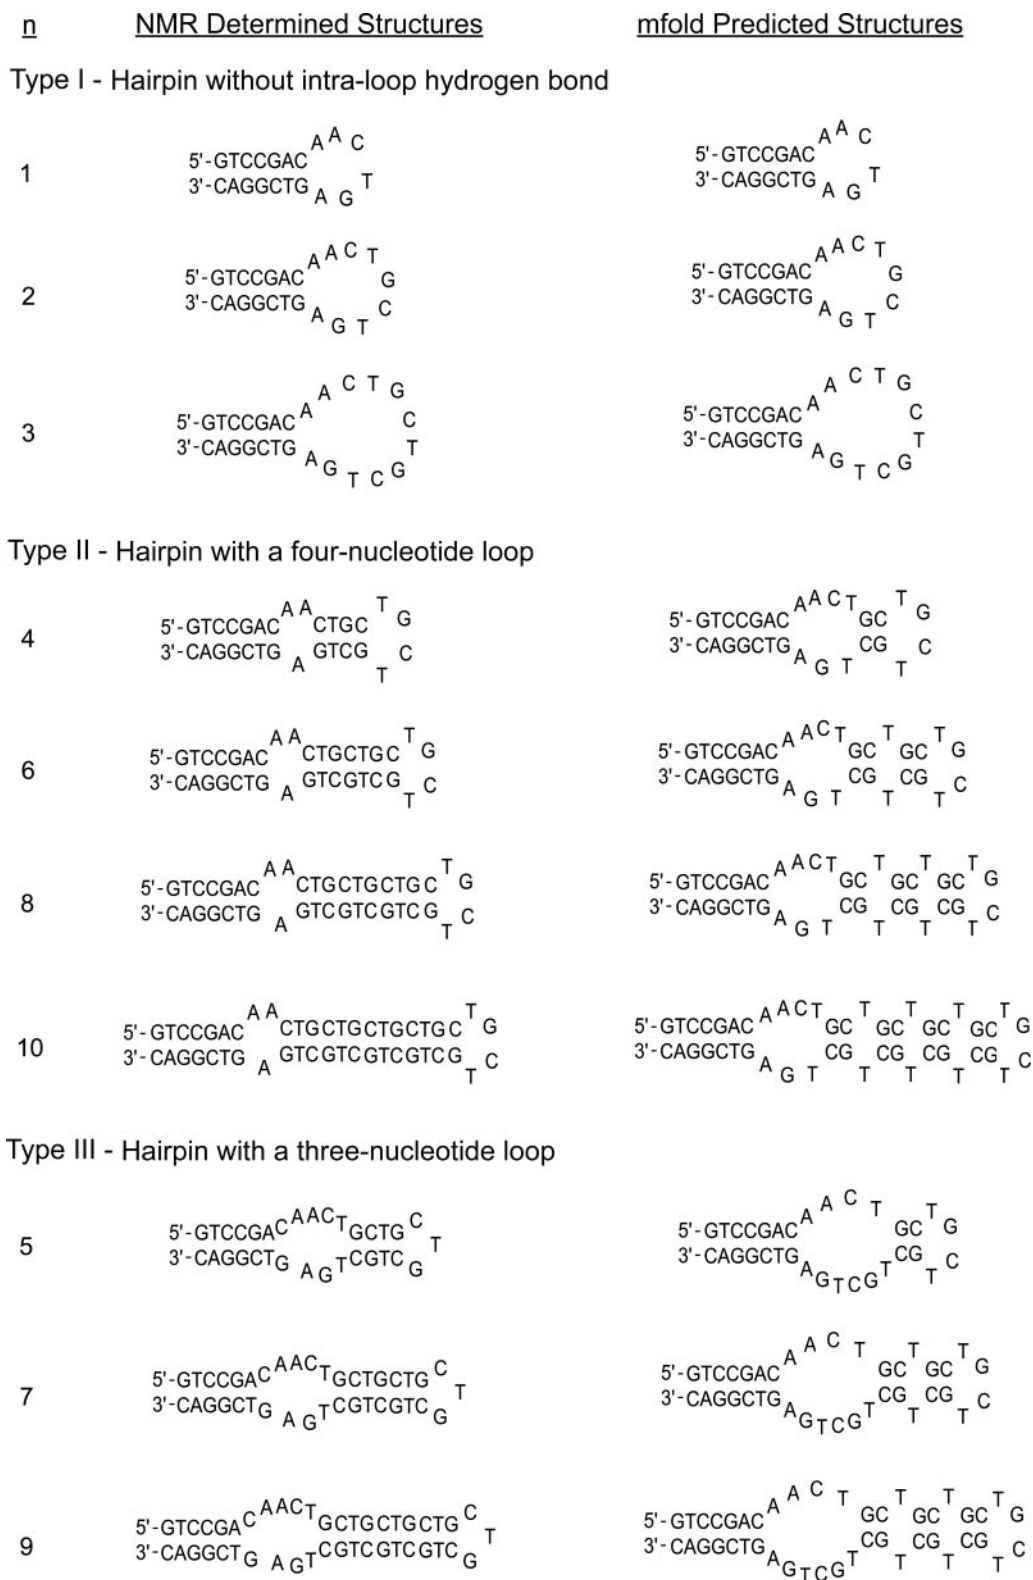 n NMR Determined Structures mfold Predicted Structures
Type I - Hairpin without intra-loop hydrogen bond
1
5'-GTCCGAC A A C T
3'-CAGGCTG A G
5'-GTCCGAC A A C T
3'-CAGGCTG A G
2
5'-GTCCGAC A A C T G
3'-CAGGCTG A G T C
5'-GTCCGAC A A C T G
3'-CAGGCTG A G T C
3
5'-GTCCGAC A A C T G C T
3'-CAGGCTG A G T C G
5'-GTCCGAC A A C T G C T
3'-CAGGCTG A G T C G
Type II - Hairpin with a four-nucleotide loop
4
5'-GTCCGAC A A CTGC T G
3'-CAGGCTG A GTCG T C
5'-GTCCGAC A A C T GC T G
3'-CAGGCTG A G T CG T C
6
5'-GTCCGAC A A CTGCTGC T G
3'-CAGGCTG A GTCGTCG T C
5'-GTCCGAC A A C T GC T GC T G
3'-CAGGCTG A G T CG T CG T C
8
5'-GTCCGAC A A CTGCTGCTGC T G
3'-CAGGCTG A GTCGTCGTCG T C
5'-GTCCGAC A A C T GC T GC T GC T G
3'-CAGGCTG A G T CG T CG T CG T C
10
5'-GTCCGAC A A CTGCTGCTGCTGC T G
3'-CAGGCTG A GTCGTCGTCGTCG T C
5'-GTCCGAC A A C T GC T GC T GC T GC T G
3'-CAGGCTG A G T CG T CG T CG T CG T C
Type III - Hairpin with a three-nucleotide loop
5
5'-GTCCGAC A A C T GCTG C T
3'-CAGGCTG A G T CGTC G
5'-GTCCGAC A A C T GC T G
3'-CAGGCTG A G T C G T CG T C
7
5'-GTCCGAC A A C T GCTGCTG C T
3'-CAGGCTG A G T CGTCGTC G
5'-GTCCGAC A A C T GC T GC T G
3'-CAGGCTG A G T C G T CG T CG T C
9
5'-GTCCGAC A A C T GCTGCTGCTG C T
3'-CAGGCTG A G T CGTCGTCGTC G
5'-GTCCGAC A A C T GC T GC T GC T G
3'-CAGGCTG A G T C G T CG T CG T CG T C